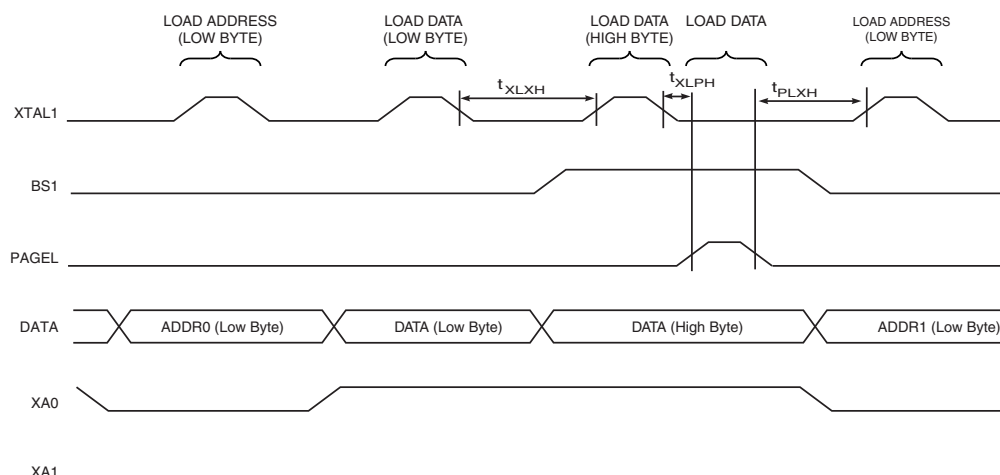 LOAD ADDRESS
(LOW BYTE)
LOAD DATA
(LOW BYTE)
LOAD DATA
(HIGH BYTE)
LOAD DATA
LOAD ADDRESS
(LOW BYTE)
tXLXH
tXLPH
tPLXH
XTAL1
BS1
PAGEL
DATA
ADDR0 (Low Byte)
DATA (Low Byte)
DATA (High Byte)
ADDR1 (Low Byte)
XA0
XA1